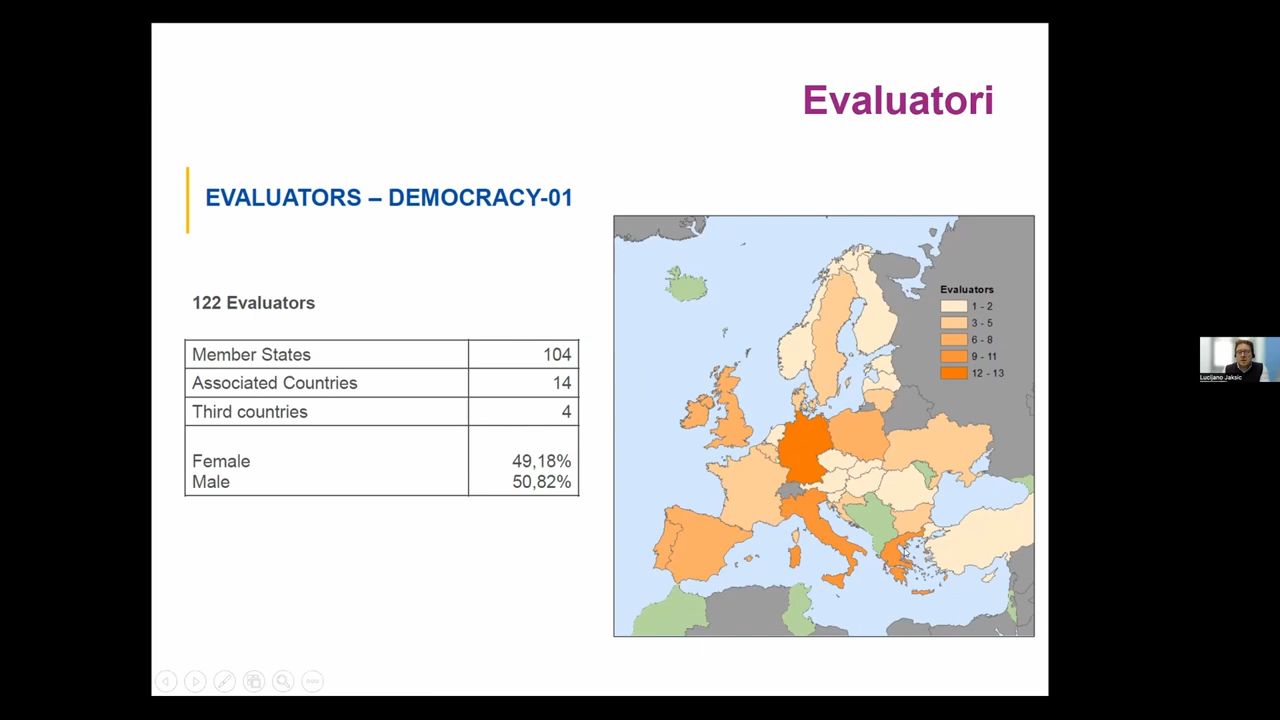 Evaluatori
EVALUATORS – DEMOCRACY-01
122 Evaluators
Member States 104
Associated Countries 14
Third countries 4
Female 49,18%
Male 50,82%
Evaluators
1 - 2
3 - 5
6 - 8
9 - 11
12 - 13
Lucijano Jaksic